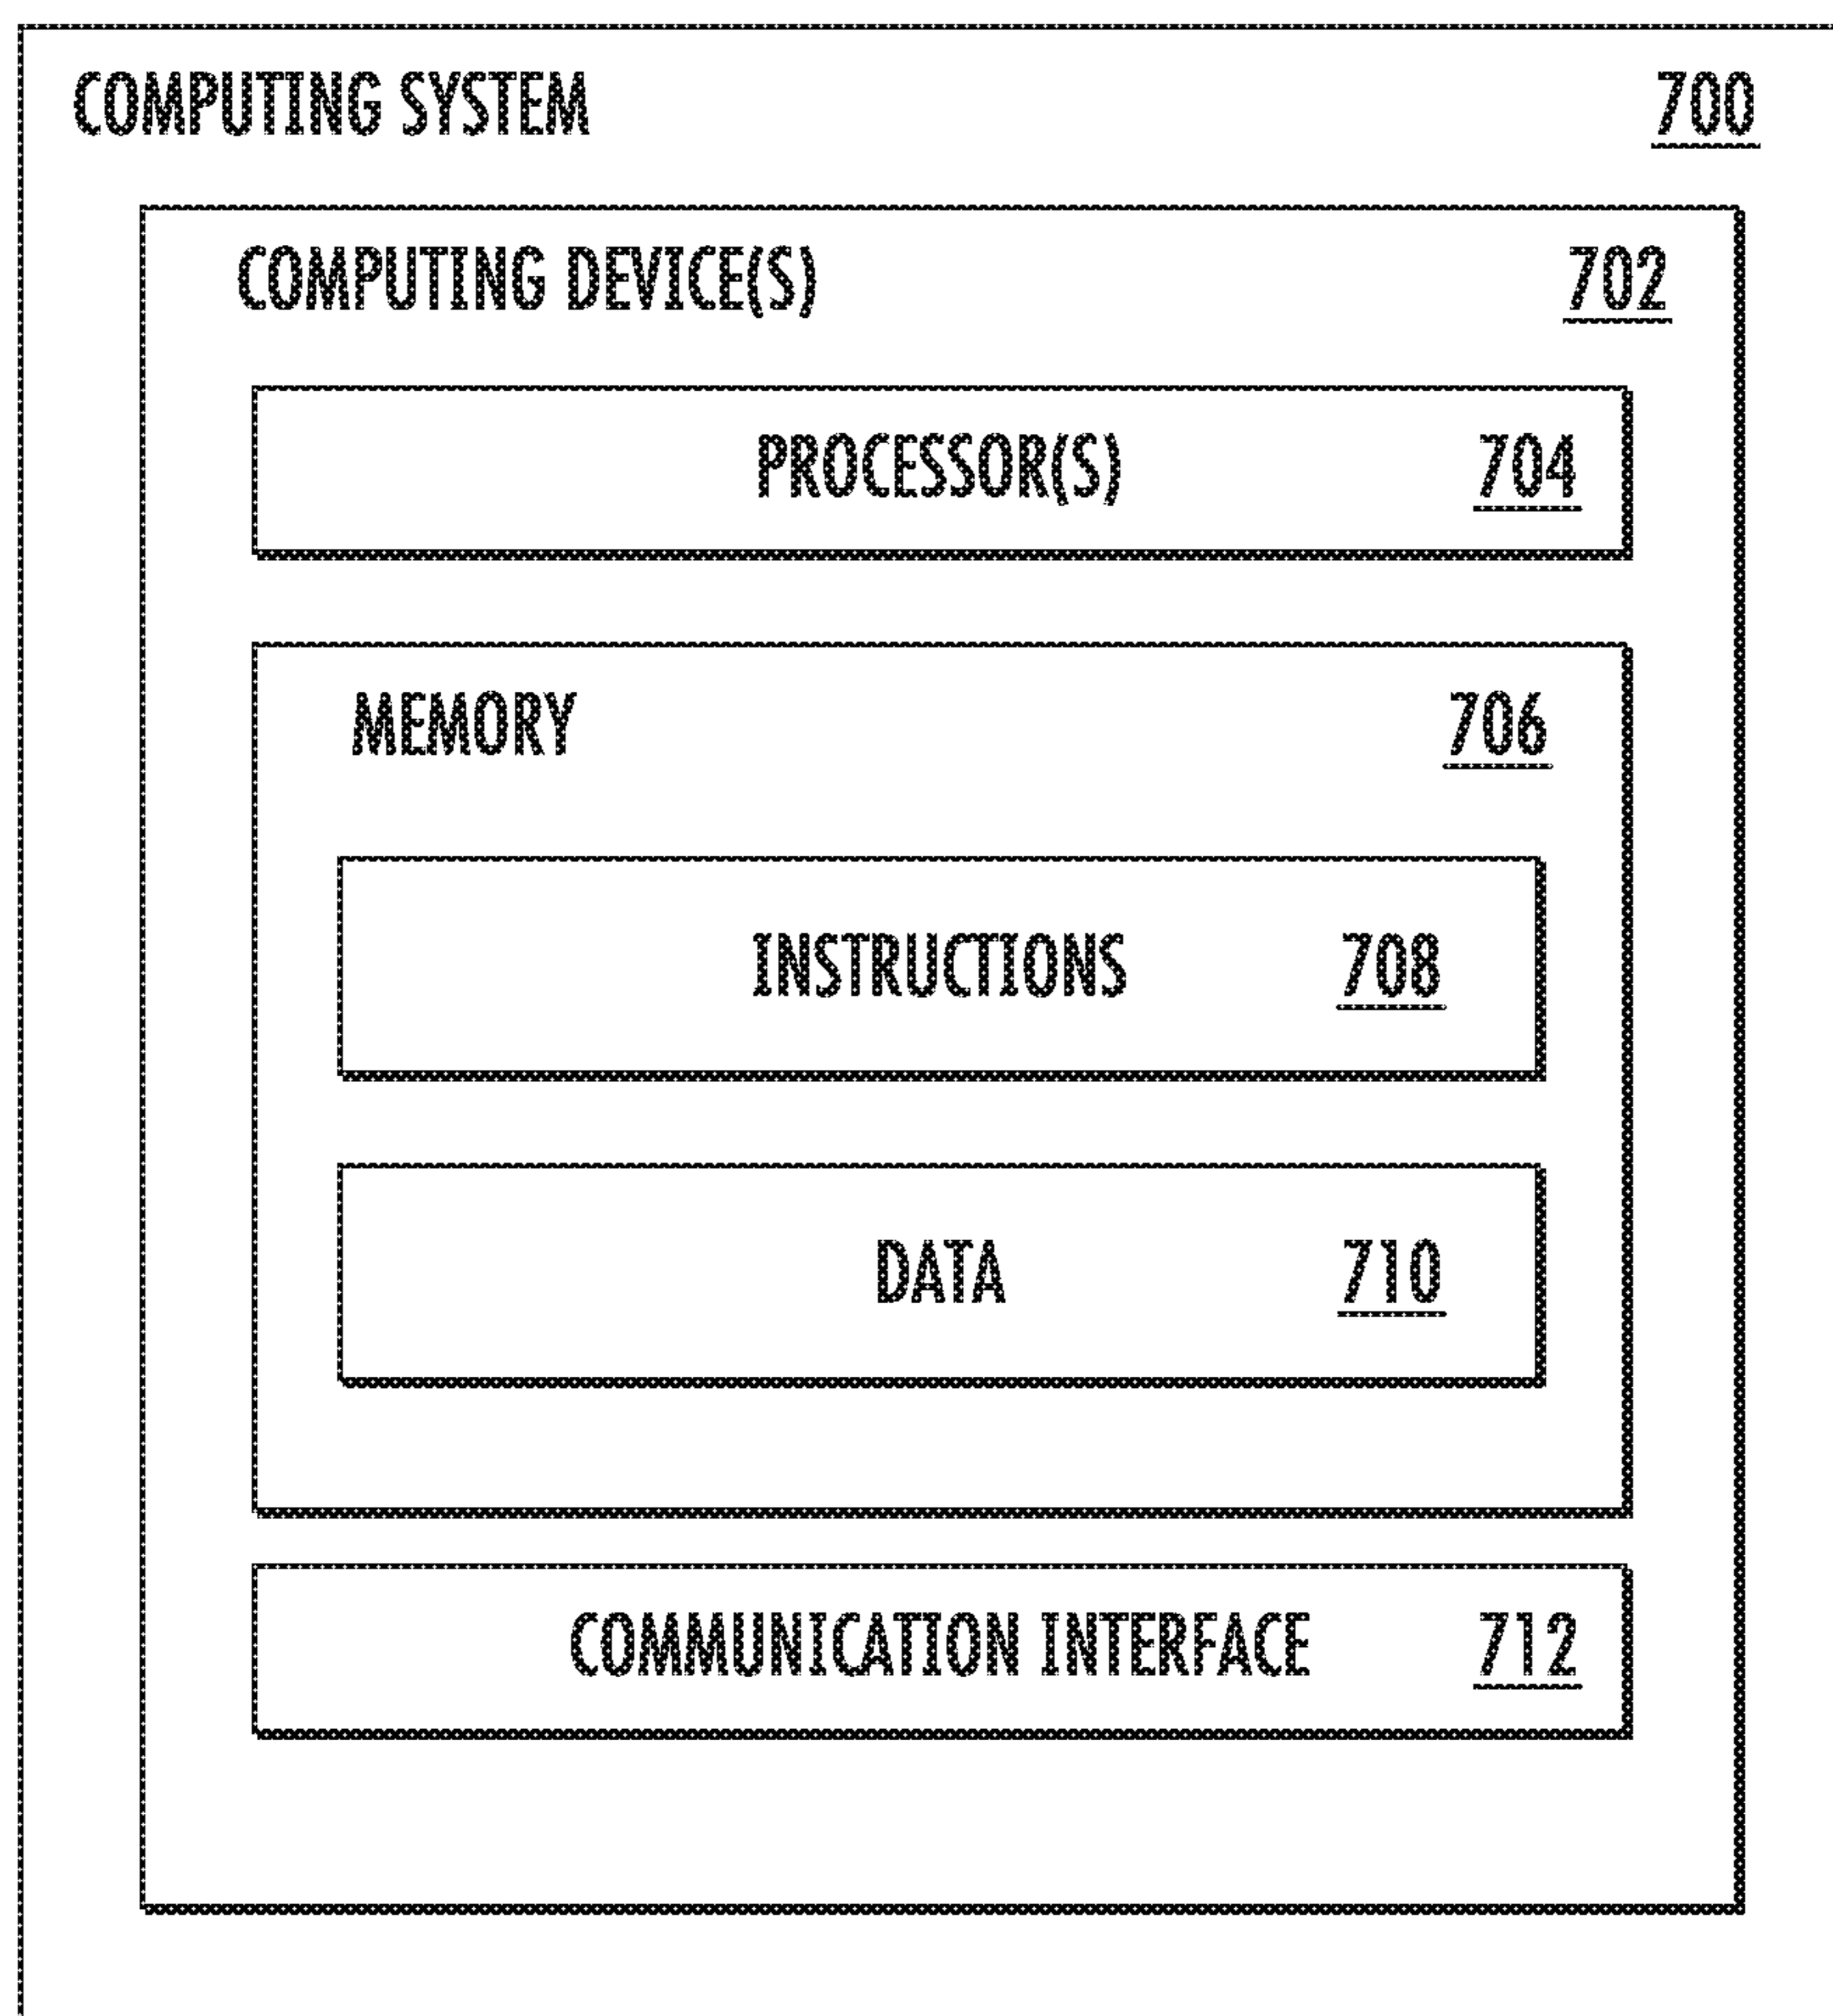 COMPUTING SYSTEM 700
COMPUTING DEVICE(S) 702
PROCESSOR(S) 704
MEMORY 706
INSTRUCTIONS 708
DATA 710
COMMUNICATION INTERFACE 712